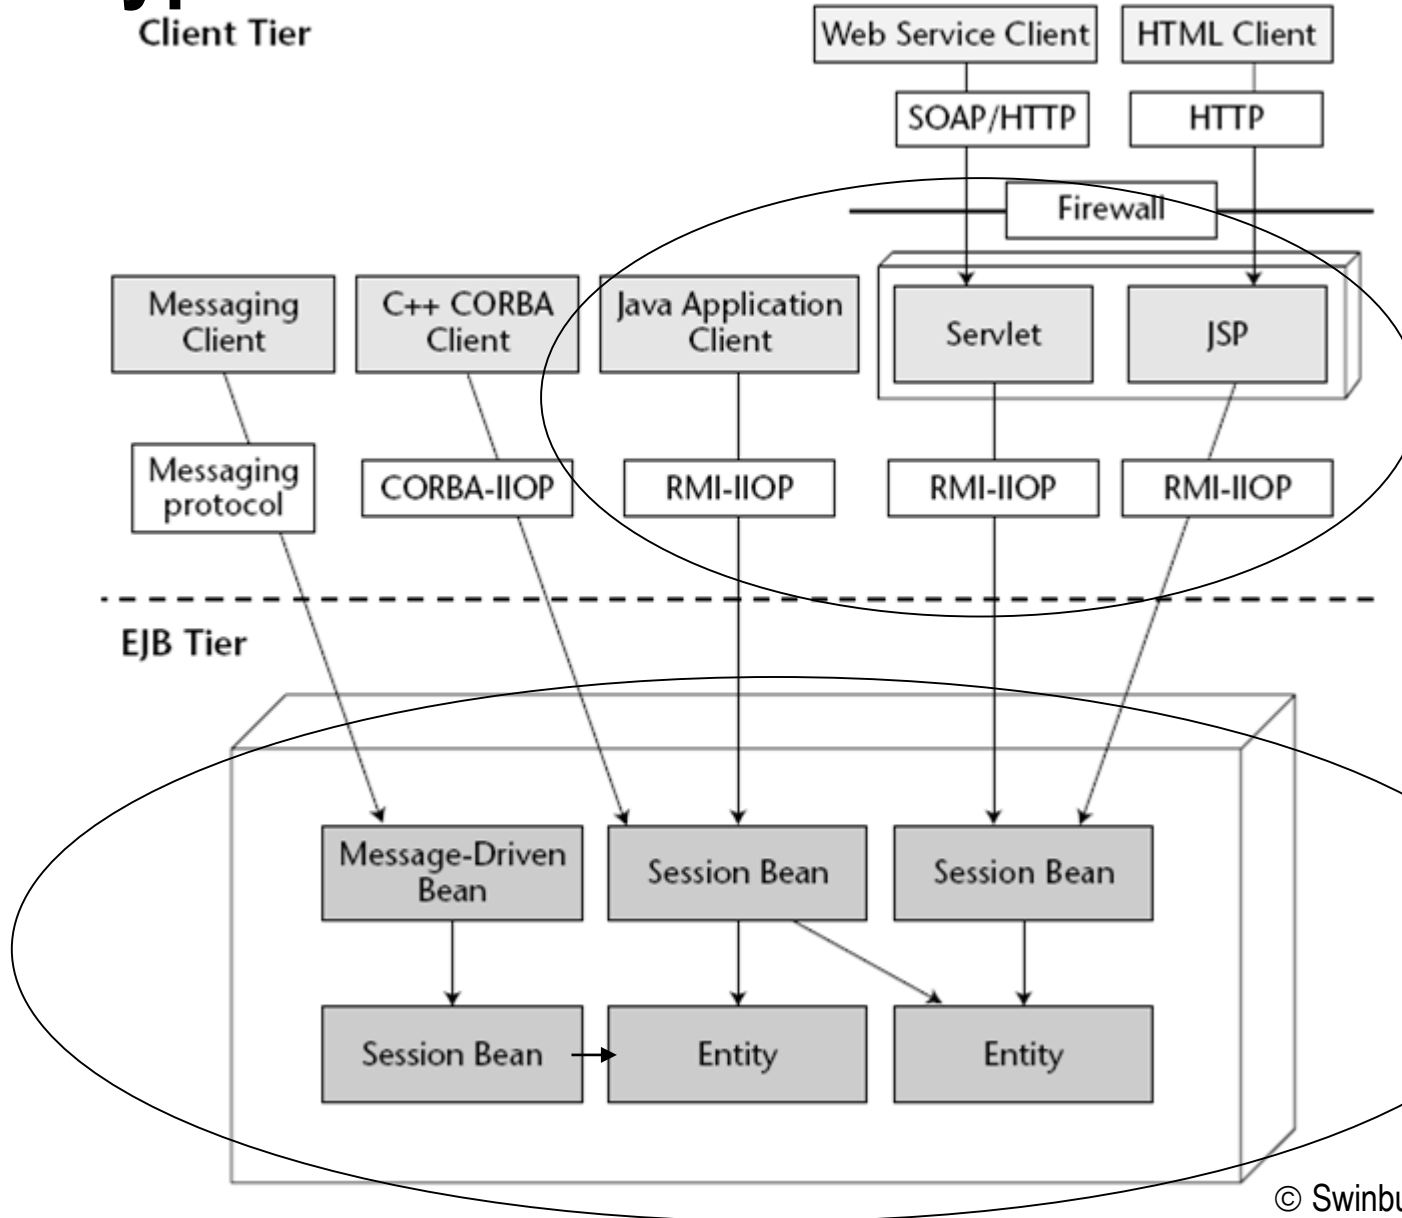 Client Tier
Web Service Client
HTML Client
SOAP/HTTP
HTTP
Firewall
Messaging
Client
C++ CORBA
Client
Java Application
Client
Servlet
JSP
Messaging
protocol
CORBA-IIOP
RMI-IIOP
RMI-IIOP
RMI-IIOP
EJB Tier
Message-Driven
Bean
Session Bean
Session Bean
Session Bean
Entity
Entity
© Swinbu